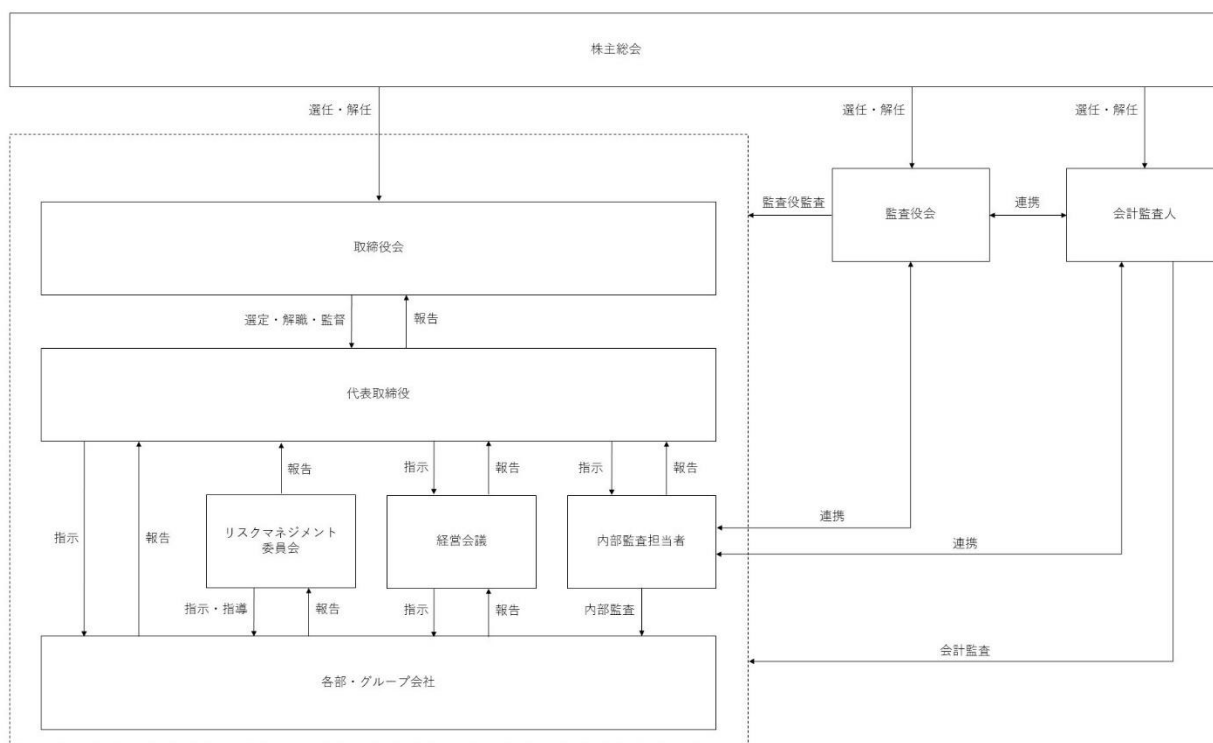 株主総会
選任・解任
選任・解任
選任・解任
監査役監査
監査役会
連携
会計監査人
取締役会
選定・解職・監督
報告
代表取締役
報告
指示
報告
指示
報告
リスクマネジメント
委員会
経営会議
内部監査担当者
連携
指示
報告
連携
指示・指導
報告
指示
報告
内部監査
会計監査
各部・グループ会社